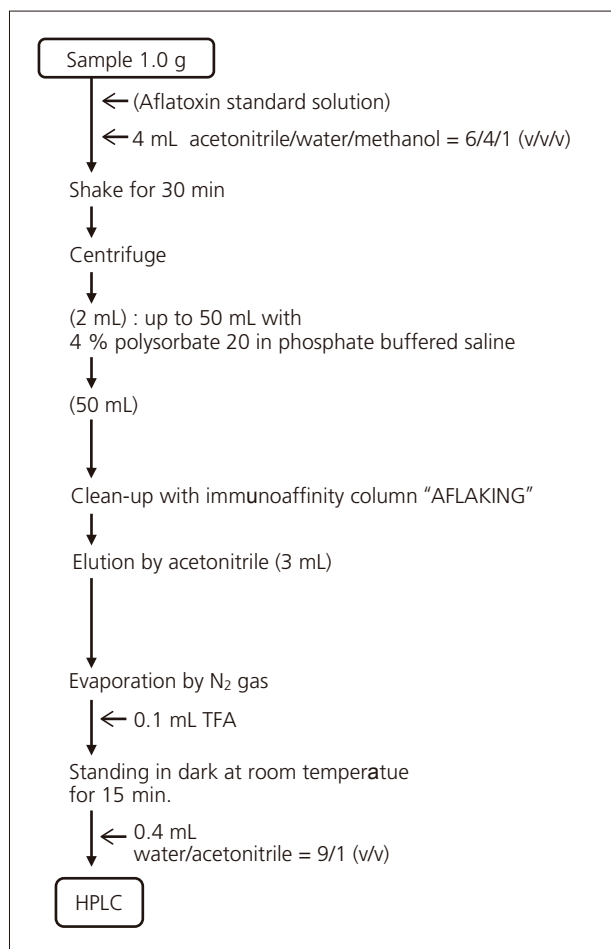 Sample 1.0 g
(Aflatoxin standard solution)
4 mL acetonitrile/water/methanol = 6/4/1 (v/v/v)
Shake for 30 min
Centrifuge
(2 mL) : up to 50 mL with
4 % polysorbate 20 in phosphate buffered saline
(50 mL)
Clean-up with immunoaffinity column “AFLAKING”
Elution by acetonitrile (3 mL)
Evaporation by N₂ gas
0.1 mL TFA
Standing in dark at room temperatue
for 15 min.
0.4 mL
water/acetonitrile = 9/1 (v/v)
HPLC